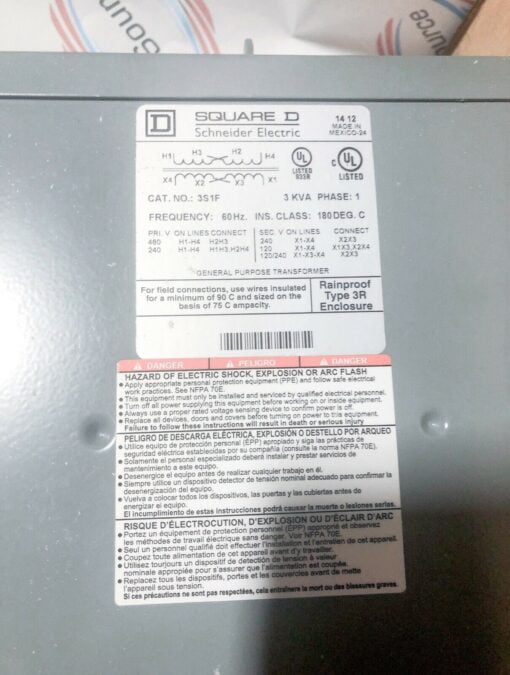 Source
ource
D
SQUARE D
Schneider Electric
14 12
MADE IN
MEXICO-24
H1 H3 H2 H4
X4 X2 X3 X1
UL
LISTED
833R
c UL
LISTED
CAT. NO.: 3S1F 3 KVA PHASE: 1
FREQUENCY: 60 Hz. INS. CLASS: 180 DEG. C
PRI. V ON LINES CONNECT SEC. V ON LINES CONNECT
480 H1-H4 H2H3 240 X1-X4 X2X3
240 H1-H4 H1H3,H2H4 120 X1-X4 X1X3,X2X4
120/240 X1-X3-X4 X2X3
GENERAL PURPOSE TRANSFORMER
For field connections, use wires insulated
for a minimum of 90 C and sized on the
basis of 75 C ampacity.
Rainproof
Type 3R
Enclosure
DANGER PELIGRO DANGER
HAZARD OF ELECTRIC SHOCK, EXPLOSION OR ARC FLASH
● Apply appropriate personal protection equipment (PPE) and follow safe electrical
work practices. See NFPA 70E.
● This equipment must only be installed and serviced by qualified electrical personnel.
● Turn off all power supplying this equipment before working on or inside equipment.
● Always use a proper rated voltage sensing device to confirm power is off.
● Replace all devices, doors and covers before turning on power to this equipment.
Failure to follow these instructions will result in death or serious injury
PELIGRO DE DESCARGA ELÉCTRICA, EXPLOSIÓN O DESTELLO POR ARQUEO
● Utilice equipo de protección personal (EPP) apropiado y siga las prácticas de
seguridad eléctrica establecidas por su compañía (consulte la norma NFPA 70E).
● Solamente el personal especializado deberá instalar y prestar servicios de
mantenimiento a este equipo.
● Desenergice el equipo antes de realizar cualquier trabajo en él.
● Siempre utilice un dispositivo detector de tensión nominal adecuado para confirmar la
desenergización del equipo.
● Vuelva a colocar todos los dispositivos, las puertas y las cubiertas antes de
energizar el equipo.
El incumplimiento de estas instrucciones podrá causar la muerte o lesiones serias.
RISQUE D'ÉLECTROCUTION, D'EXPLOSION OU D'ÉCLAIR D'ARC
● Portez un équipement de protection personnel (ÉPP) approprié et observez
les méthodes de travail électrique sans danger. Voir NFPA 70E.
● Seul un personnel qualifié doit effectuer l'installation et l'entretien de cet appareil.
● Coupez toute alimentation de cet appareil avant d'y travailler.
● Utilisez toujours un dispositif de détection de tensión à valeur
nominale appropriée pour s'assurer que l'alimentation est coupée.
● Replacez tous les dispositifs, portes et les couvercles avant de mette
l'appareil sous tension.
Si ces précautions ne sont pas respectées, cela entraînera la mort ou des blessures graves.